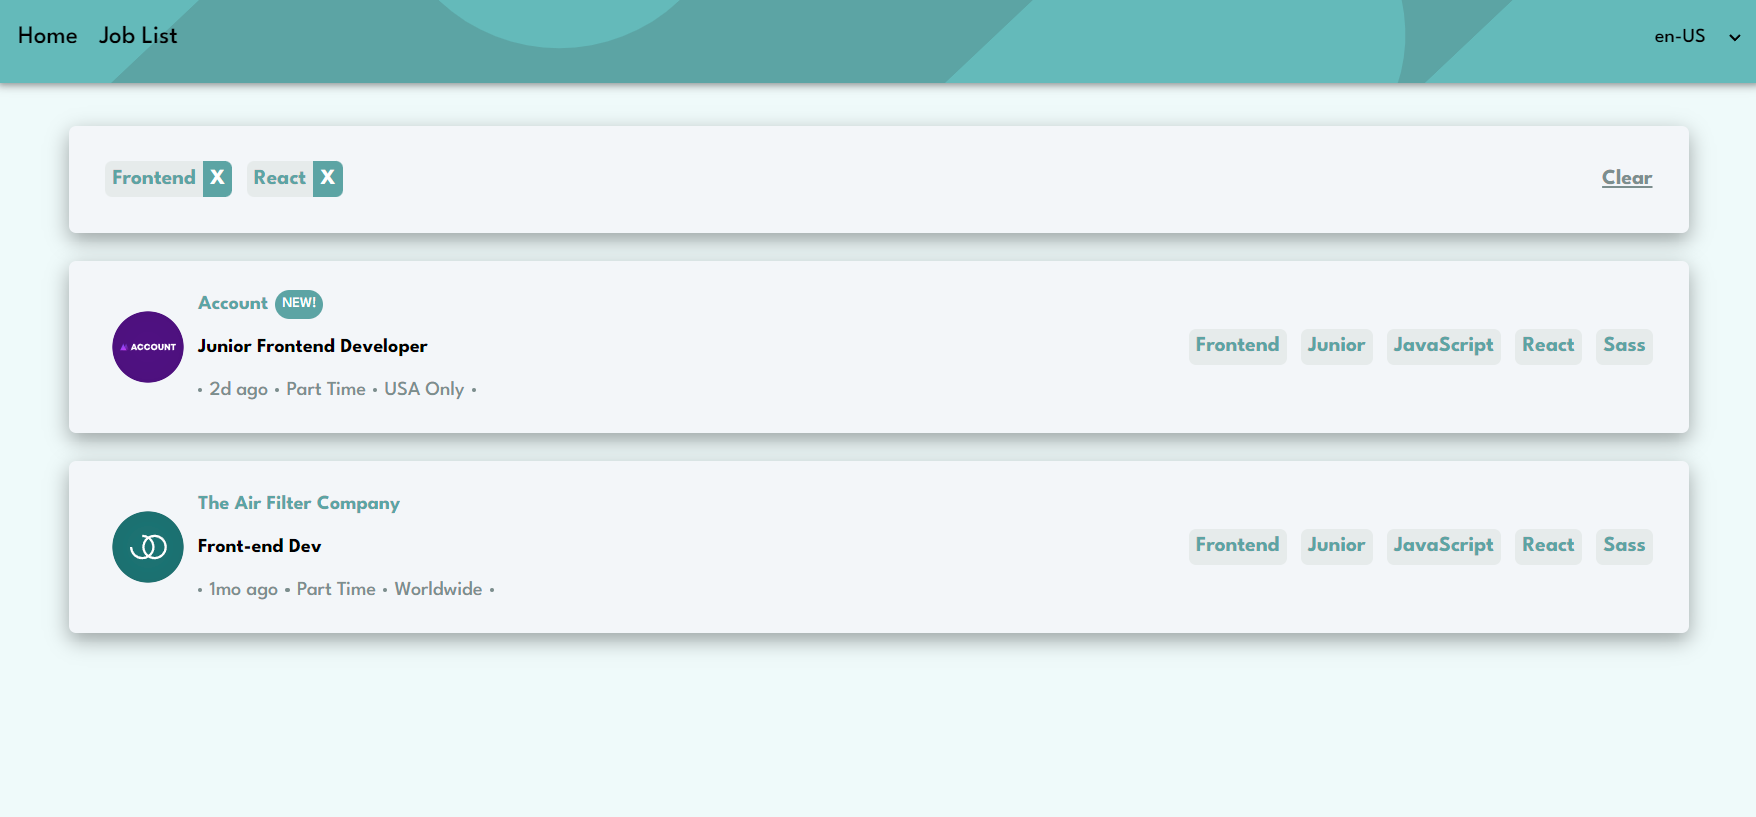 Home Job List en-US
Frontend X React X Clear
Account NEW!
ACCOUNT
Junior Frontend Developer
• 2d ago • Part Time • USA Only •
Frontend Junior JavaScript React Sass
The Air Filter Company
Front-end Dev
• 1mo ago • Part Time • Worldwide •
Frontend Junior JavaScript React Sass